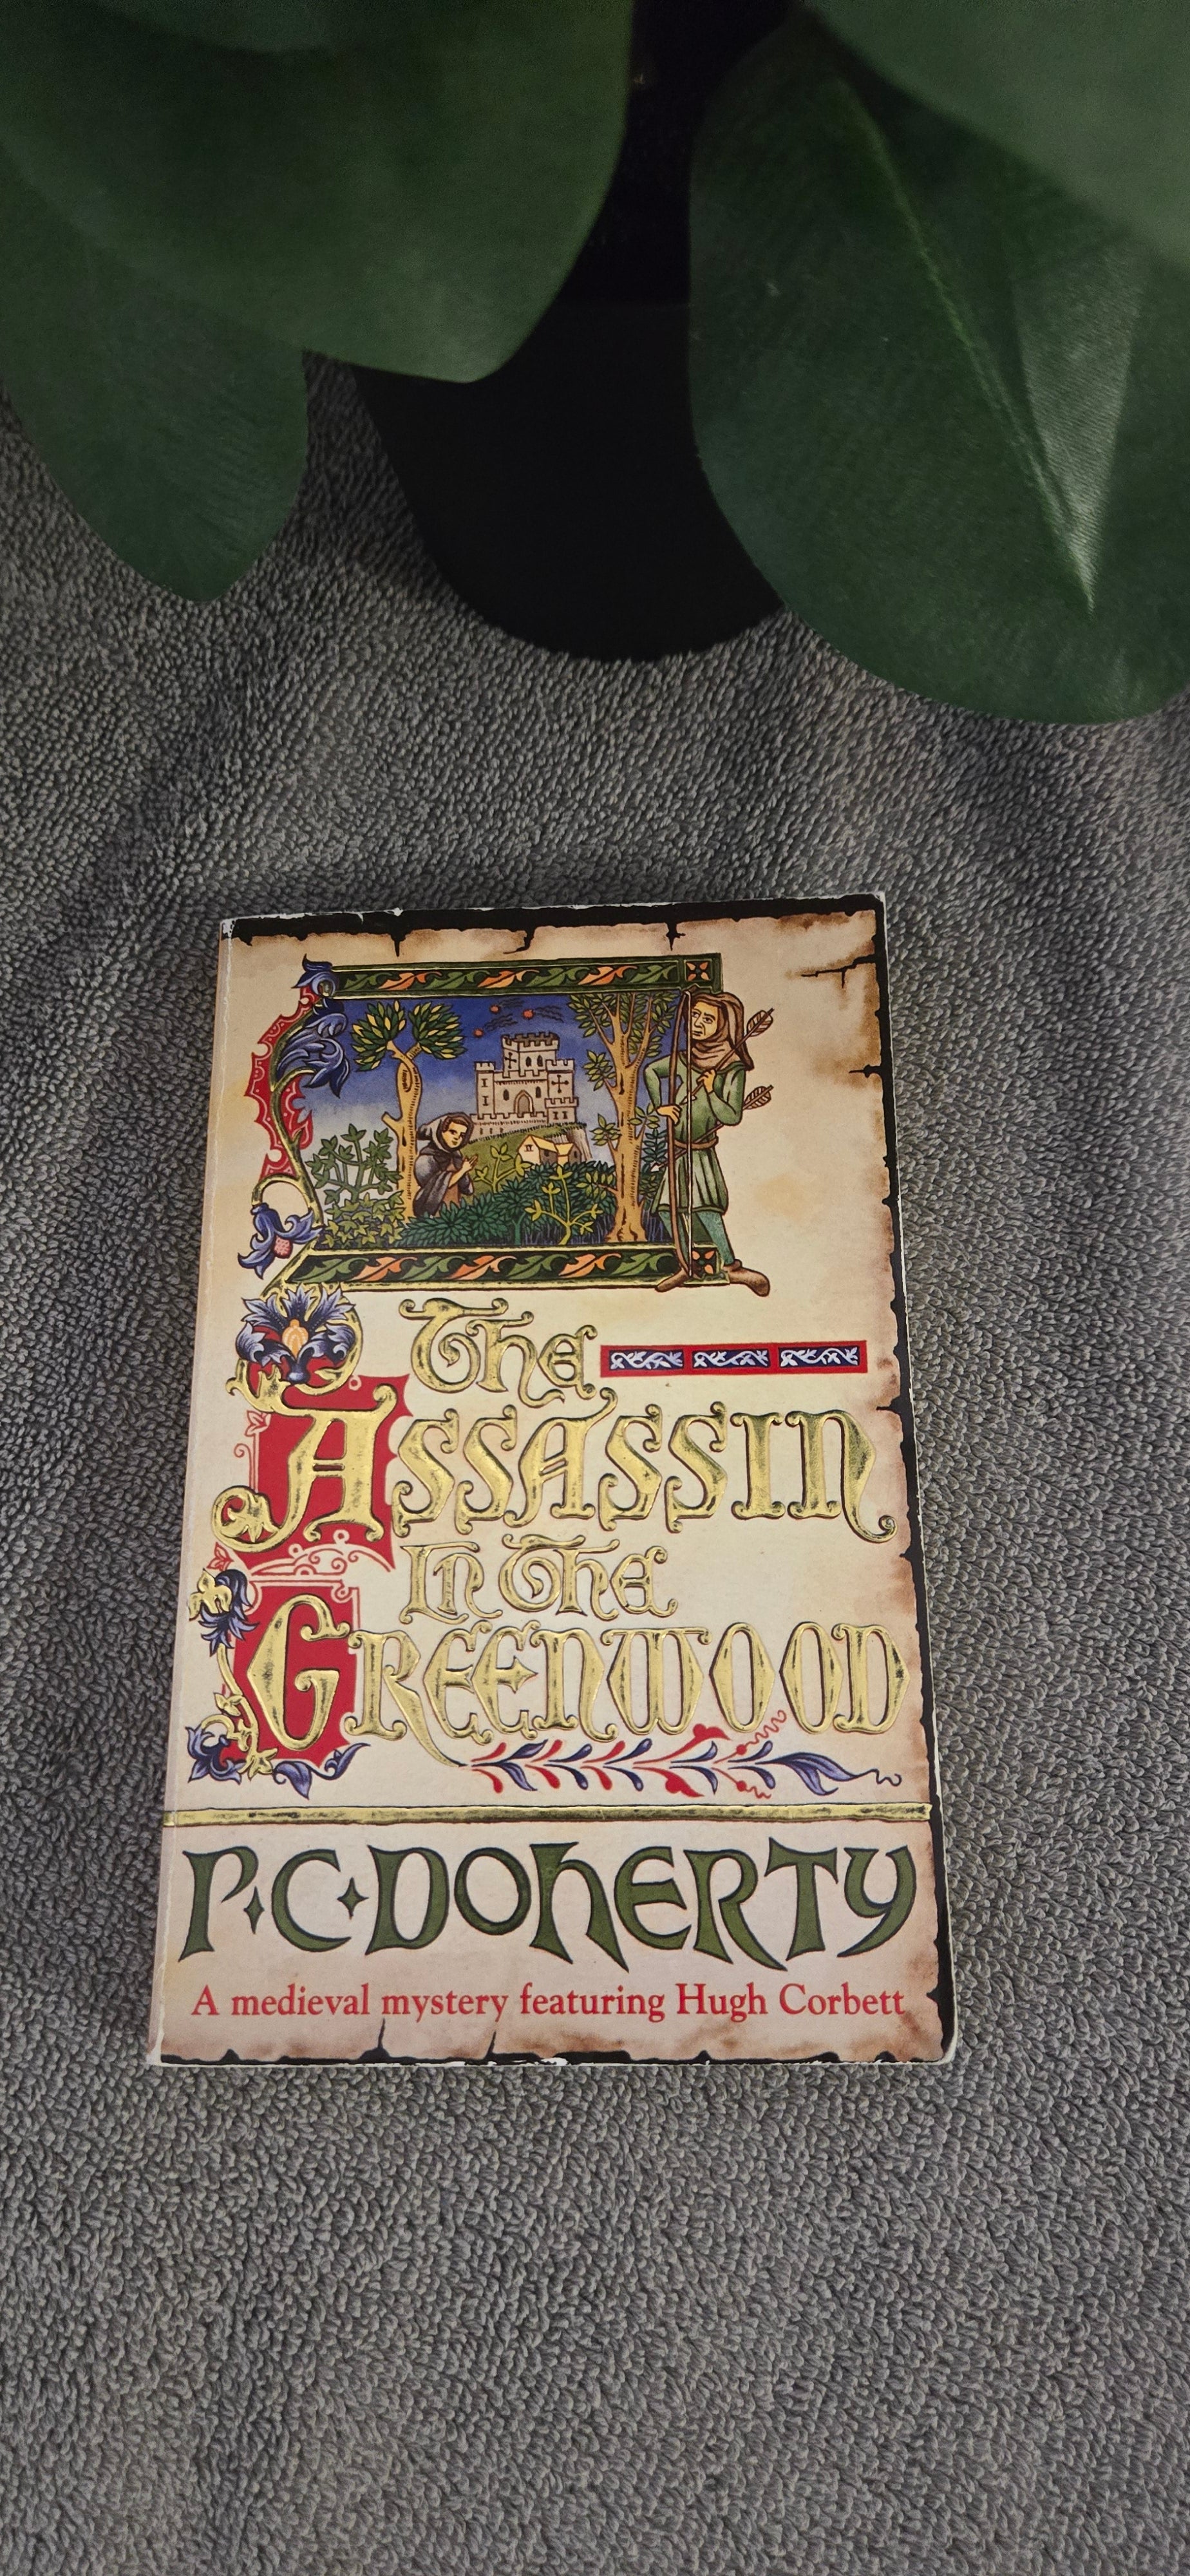 The
ASSASSIN
In The
GREENWOOD
P.C.DOHERTY
A medieval mystery featuring Hugh Corbett